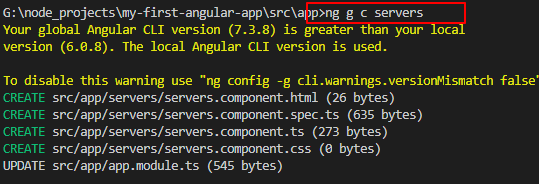 G:\node_projects\my-first-angular-app\src\app>ng g c servers
Your global Angular CLI version (7.3.8) is greater than your local
version (6.0.8). The local Angular CLI version is used.
To disable this warning use "ng config -g cli.warnings.versionMismatch false"
CREATE src/app/servers/servers.component.html (26 bytes)
CREATE src/app/servers/servers.component.spec.ts (635 bytes)
CREATE src/app/servers/servers.component.ts (273 bytes)
CREATE src/app/servers/servers.component.css (0 bytes)
UPDATE src/app/app.module.ts (545 bytes)